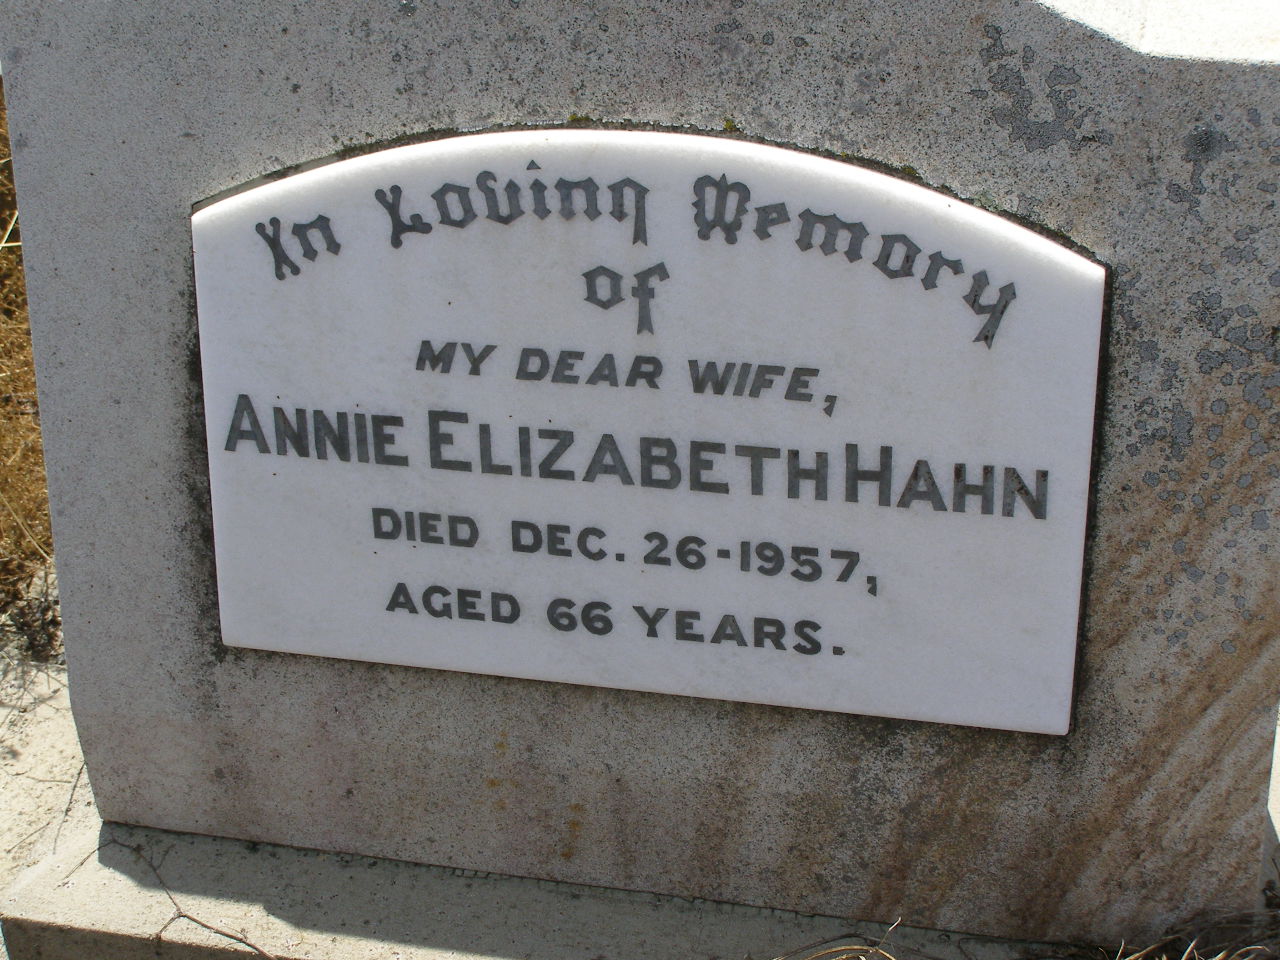 In Loving Memory
of
MY DEAR WIFE,
ANNIE ELIZABETH HAHN
DIED DEC. 26-1957,
AGED 66 YEARS.